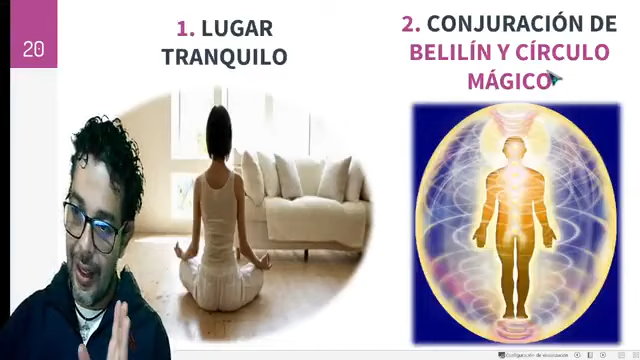 20
1. LUGAR
TRANQUILO
2. CONJURACIÓN DE
BELILÍN Y CÍRCULO
MÁGICO